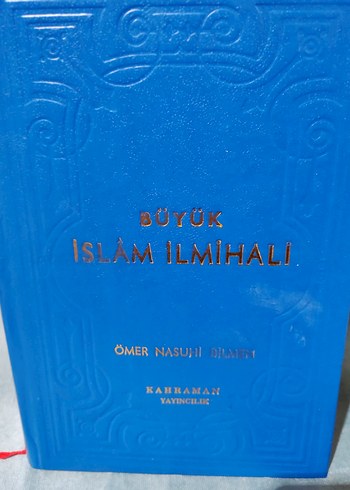 BÜYÜK
İSLÂM İLMİHALİ
ÖMER NASUHİ BİLMEN
KAHRAMAN
YAYINCILIK